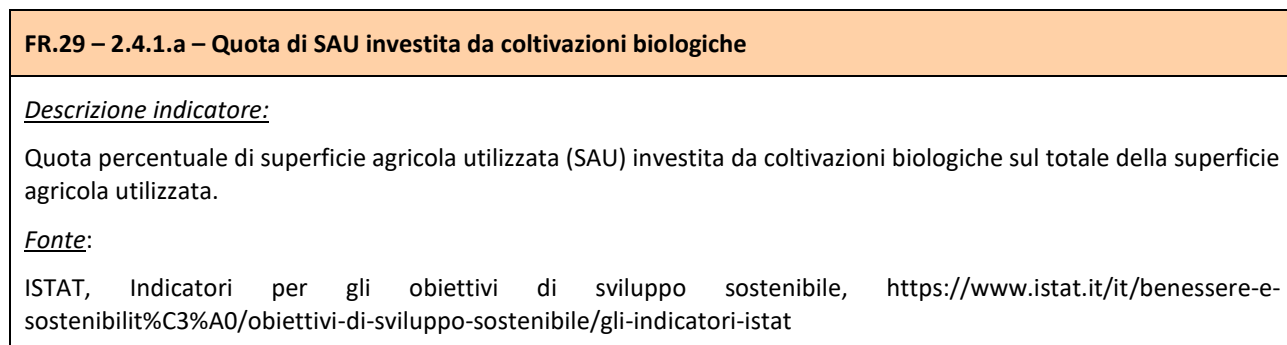 FR.29 – 2.4.1.a – Quota di SAU investita da coltivazioni biologiche
Descrizione indicatore:
Quota percentuale di superficie agricola utilizzata (SAU) investita da coltivazioni biologiche sul totale della superficie
agricola utilizzata.
Fonte:
ISTAT, Indicatori per gli obiettivi di sviluppo sostenibile, https://www.istat.it/it/benessere-e-
sostenibilit%C3%A0/obiettivi-di-sviluppo-sostenibile/gli-indicatori-istat